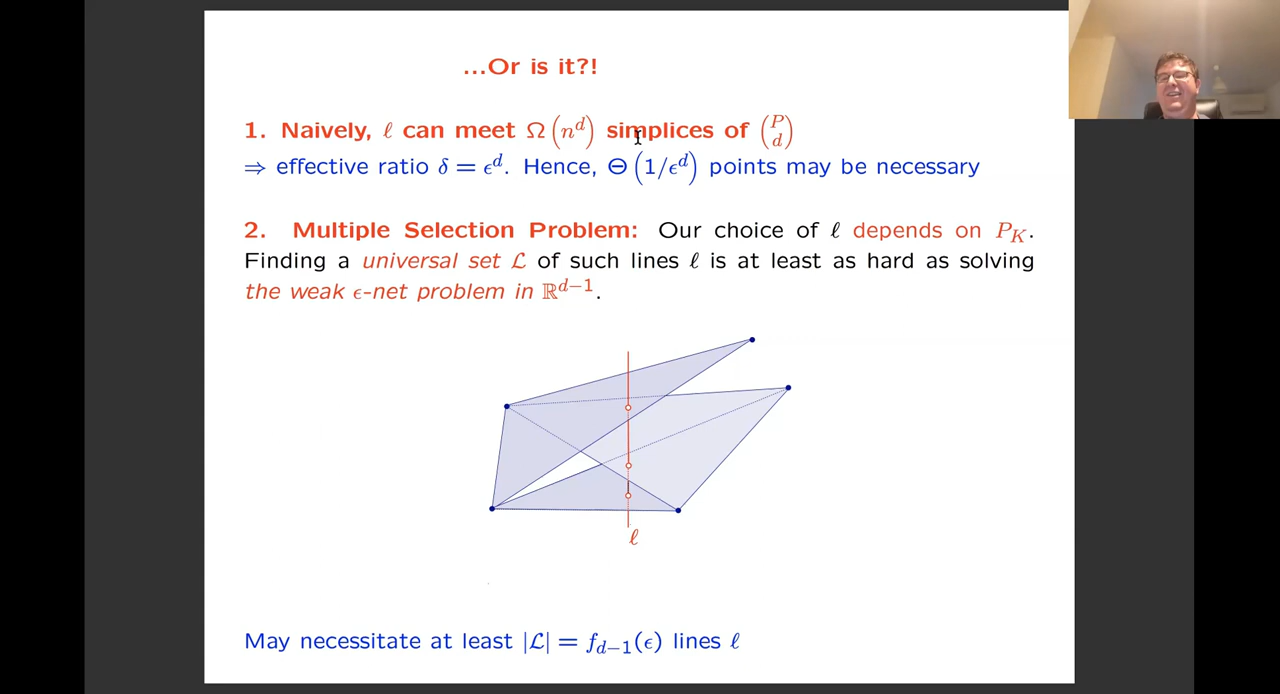 ...Or is it?!
1. Naively, ℓ can meet Ω(n^d) simplices of (P d)
⇒ effective ratio δ = ϵ^d. Hence, Θ(1/ϵ^d) points may be necessary
2. Multiple Selection Problem: Our choice of ℓ depends on P_K.
Finding a universal set ℒ of such lines ℓ is at least as hard as solving
the weak ϵ-net problem in ℝ^{d−1}.
ℓ
May necessitate at least |ℒ| = f_{d−1}(ϵ) lines ℓ